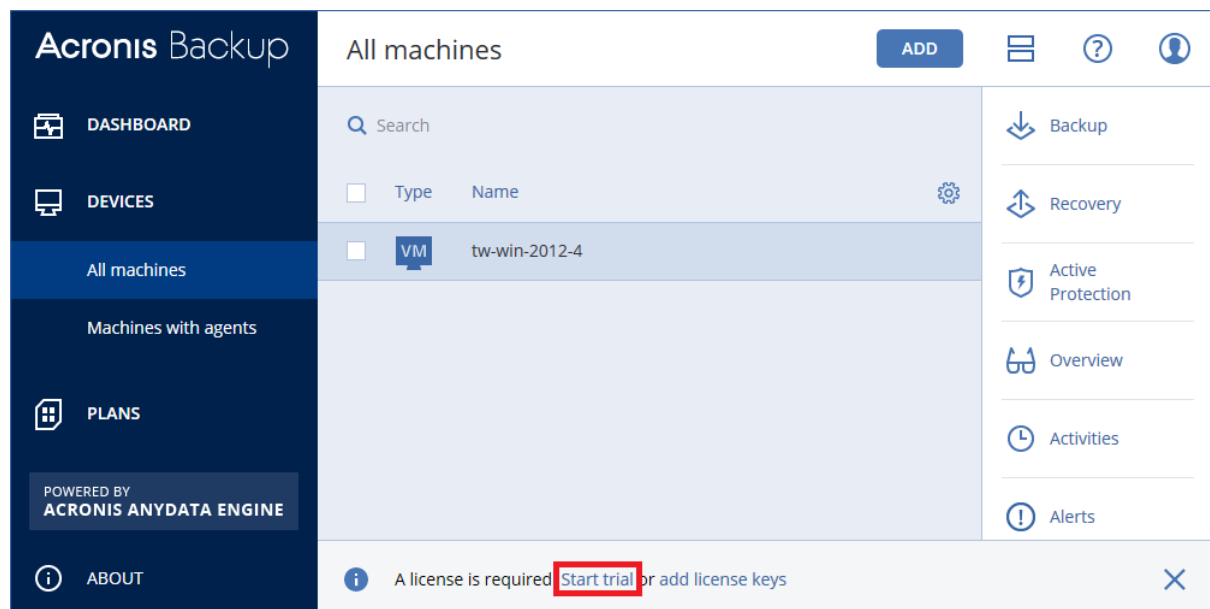 Acronis Backup
DASHBOARD
DEVICES
All machines
Machines with agents
PLANS
POWERED BY
ACRONIS ANYDATA ENGINE
ABOUT
All machines
ADD
Search
Type Name
VM tw-win-2012-4
Backup
Recovery
Active
Protection
Overview
Activities
Alerts
A license is required Start trial or add license keys